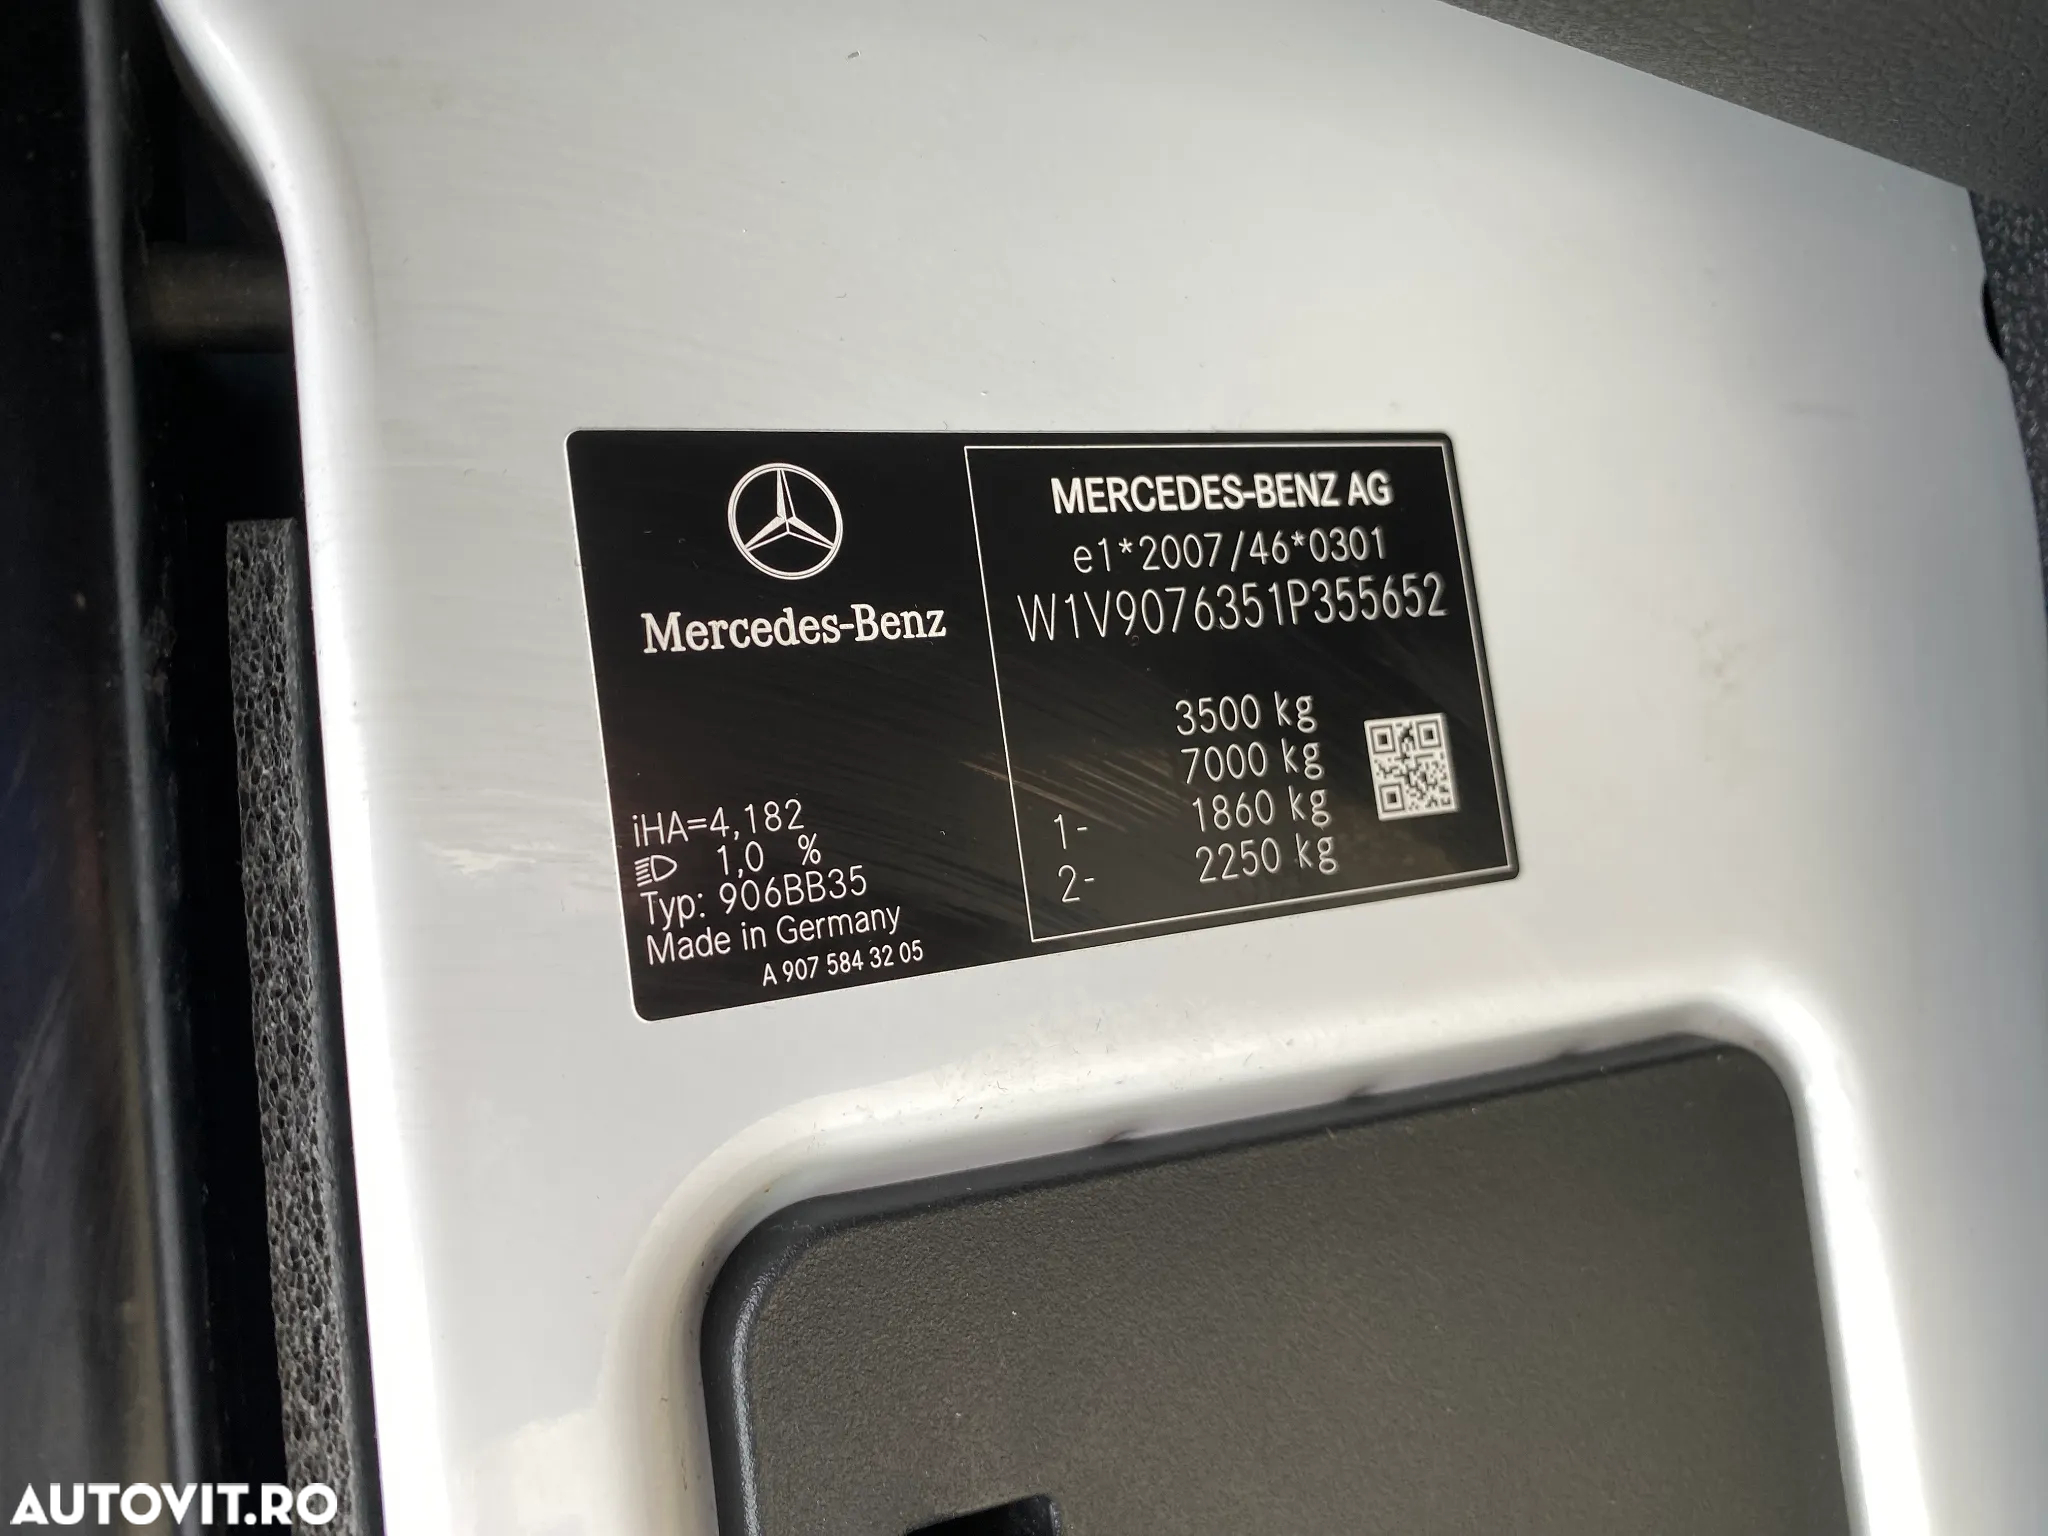 Mercedes-Benz
iHA=4,182
1,0 %
Typ: 906BB35
Made in Germany
A 907 584 32 05
MERCEDES-BENZ AG
e1*2007/46*0301
W1V9076351P355652
3500 kg
7000 kg
1- 1860 kg
2- 2250 kg
AUTOVIT.RO